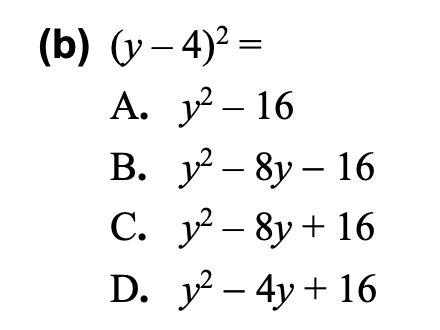 (b) (y – 4)² =
A. y² – 16
B. y² – 8y – 16
C. y² – 8y + 16
D. y² – 4y + 16